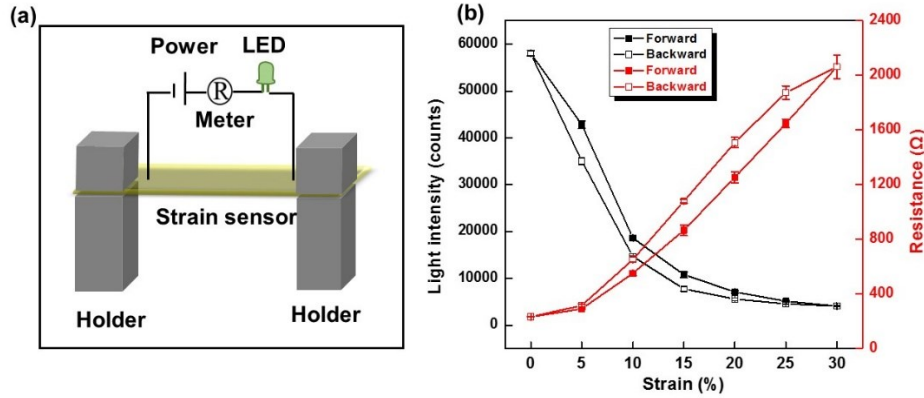 (a)
Power
LED
R
Meter
Strain sensor
Holder
Holder
(b)
Forward
Backward
Forward
Backward
Light intensity (counts)
60000
50000
40000
30000
20000
10000
0
2400
2000
1600
1200
800
400
0
Resistance (Ω)
0 5 10 15 20 25 30
Strain (%)